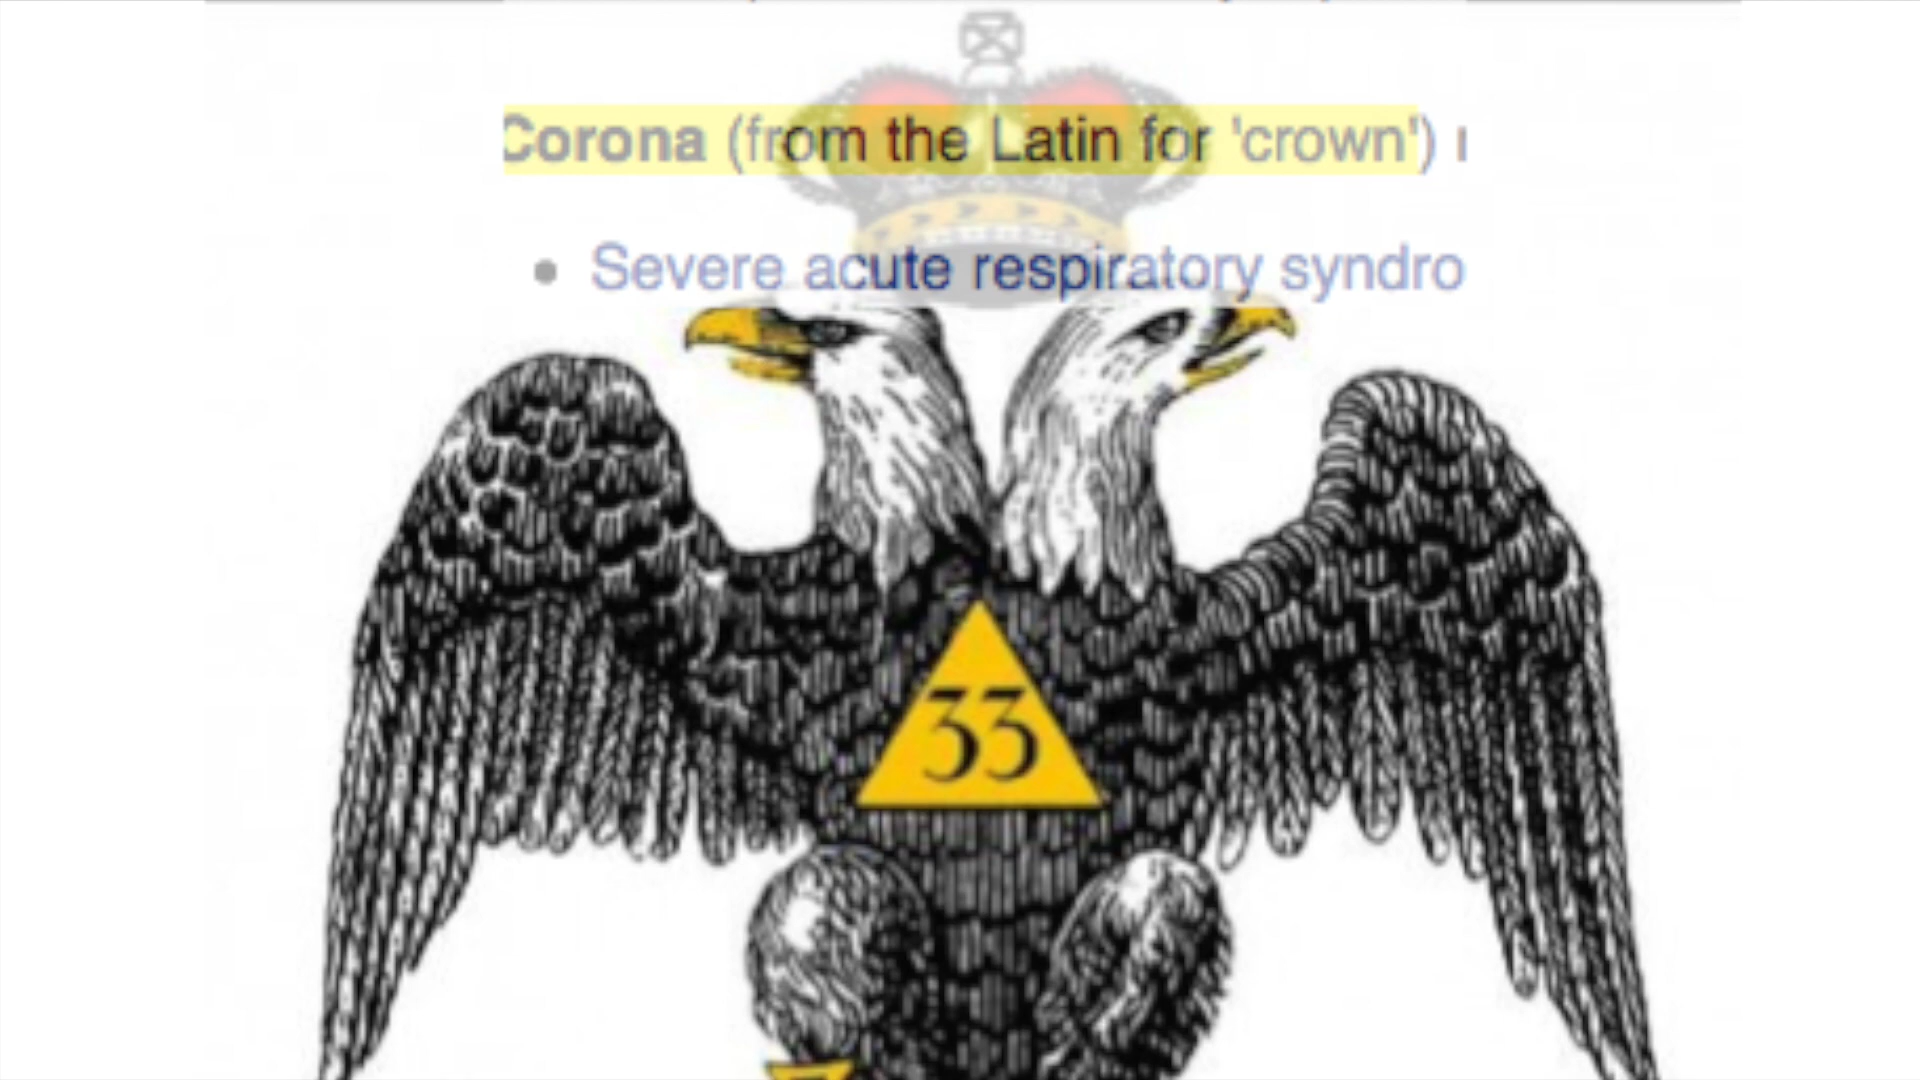 Corona (from the Latin for 'crown')
• Severe acute respiratory syndro
33